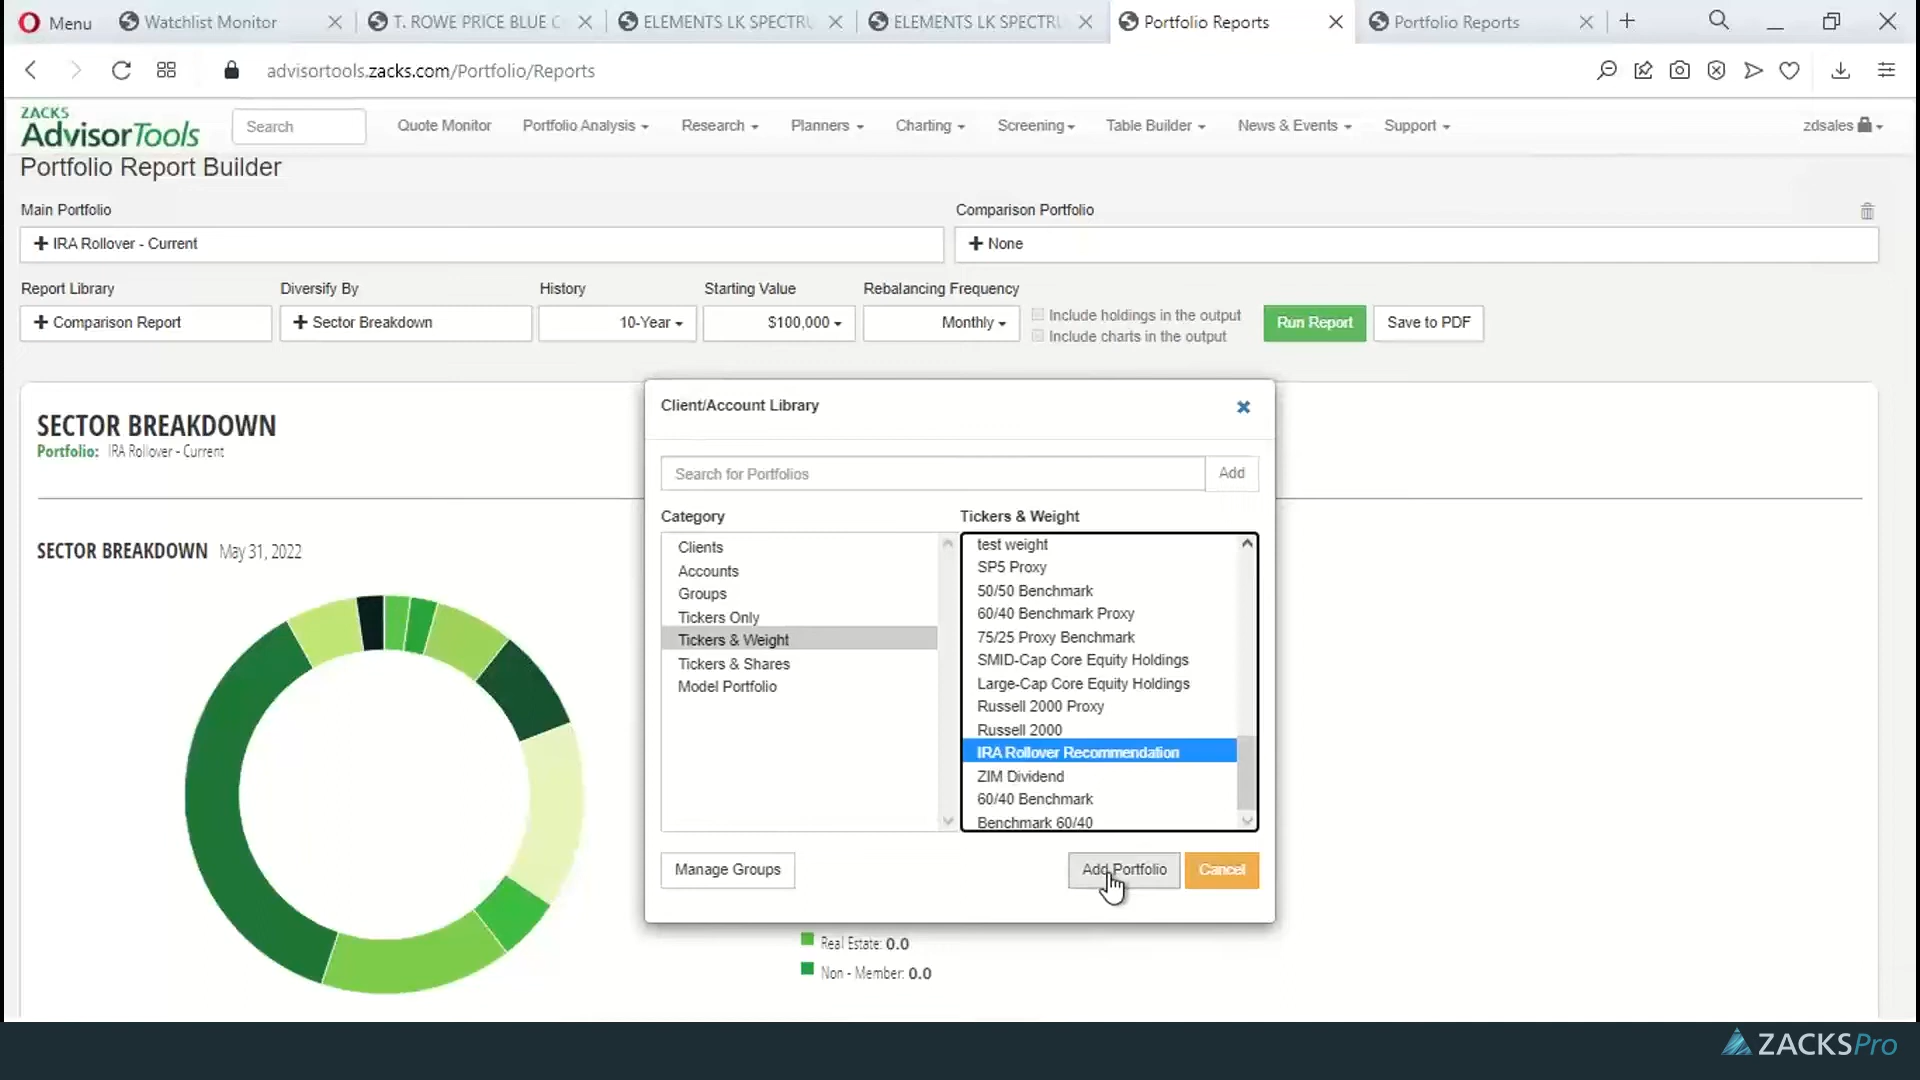 Menu
Watchlist Monitor
T. ROWE PRICE BLUE C
ELEMENTS LK SPECTRU
ELEMENTS LK SPECTRU
Portfolio Reports
Portfolio Reports
advisortools.zacks.com/Portfolio/Reports
ZACKS
AdvisorTools
Search
Quote Monitor
Portfolio Analysis
Research
Planners
Charting
Screening
Table Builder
News & Events
Support
zdsales
Portfolio Report Builder
Main Portfolio
Comparison Portfolio
IRA Rollover - Current
None
Report Library
Diversify By
History
Starting Value
Rebalancing Frequency
Comparison Report
Sector Breakdown
10-Year
$100,000
Monthly
Include holdings in the output
Include charts in the output
Run Report
Save to PDF
SECTOR BREAKDOWN
Portfolio: IRA Rollover - Current
SECTOR BREAKDOWN May 31, 2022
Client/Account Library
Search for Portfolios
Add
Category
Clients
Accounts
Groups
Tickers Only
Tickers & Weight
Tickers & Shares
Model Portfolio
Tickers & Weight
test weight
SP5 Proxy
50/50 Benchmark
60/40 Benchmark Proxy
75/25 Proxy Benchmark
SMID-Cap Core Equity Holdings
Large-Cap Core Equity Holdings
Russell 2000 Proxy
Russell 2000
IRA Rollover Recommendation
ZIM Dividend
60/40 Benchmark
Benchmark 60/40
Manage Groups
Add Portfolio
Cancel
Real Estate: 0.0
Non - Member: 0.0
ZACKSPro